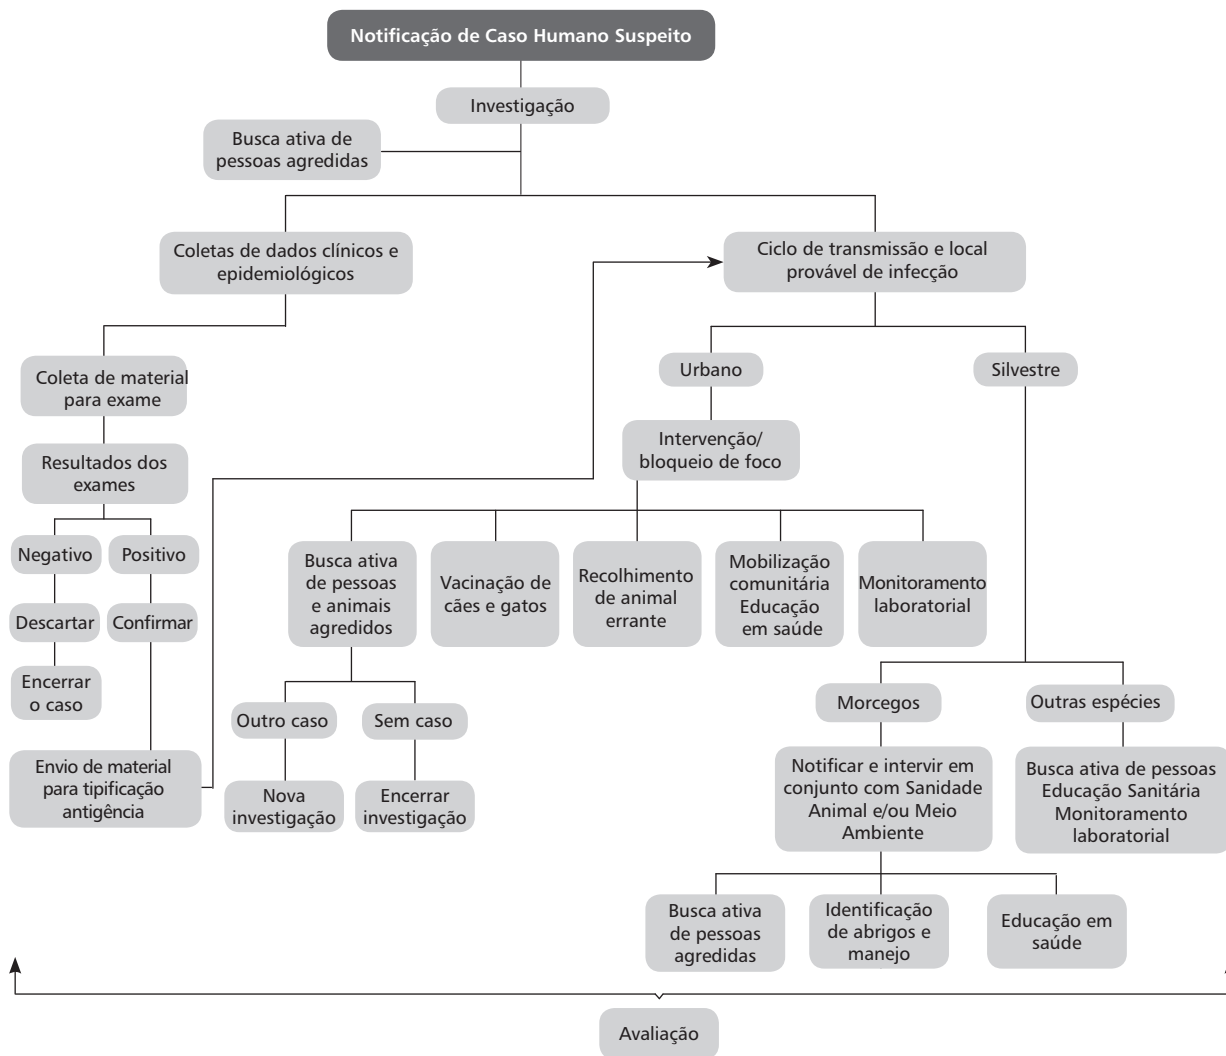 Notificação de Caso Humano Suspeito
Investigação
Busca ativa de
pessoas agredidas
Coletas de dados clínicos e
epidemiológicos
Ciclo de transmissão e local
provável de infecção
Coleta de material
para exame
Urbano
Silvestre
Intervenção/
bloqueio de foco
Resultados dos
exames
Negativo
Positivo
Busca ativa
de pessoas
e animais
agredidos
Vacinação de
cães e gatos
Recolhimento
de animal
errante
Mobilização
comunitária
Educação
em saúde
Monitoramento
laboratorial
Descartar
Confirmar
Encerrar
o caso
Outro caso
Sem caso
Morcegos
Outras espécies
Envio de material
para tipificação
antigência
Nova
investigação
Encerrar
investigação
Notificar e intervir em
conjunto com Sanidade
Animal e/ou Meio
Ambiente
Busca ativa de pessoas
Educação Sanitária
Monitoramento
laboratorial
Busca ativa
de pessoas
agredidas
Identificação
de abrigos e
manejo
Educação em
saúde
Avaliação